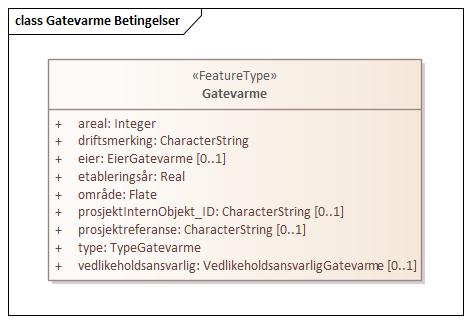 class Gatevarme Betingelser
«FeatureType»
Gatevarme
+ areal: Integer
+ driftsmerking: CharacterString
+ eier: EierGatevarme [0..1]
+ etableringsår: Real
+ område: Flate
+ prosjektInternObjekt_ID: CharacterString [0..1]
+ prosjektreferanse: CharacterString [0..1]
+ type: TypeGatevarme
+ vedlikeholdsansvarlig: VedlikeholdsansvarligGatevarme [0..1]